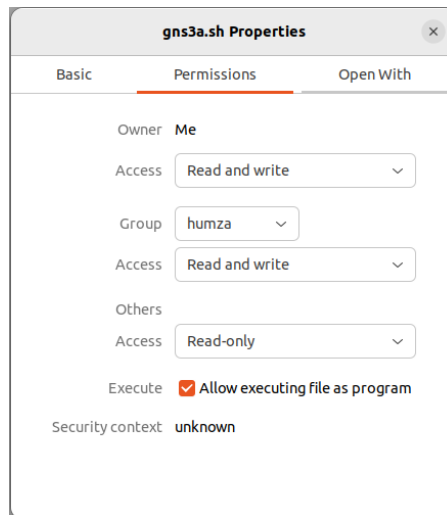 gns3a.sh Properties
Basic Permissions Open With
Owner Me
Access Read and write
Group humza
Access Read and write
Others
Access Read-only
Execute Allow executing file as program
Security context unknown